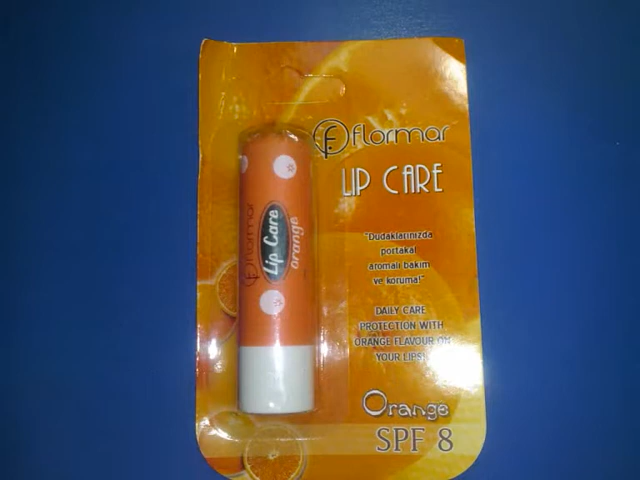 flormar
LIP CARE
"Dudaklarınızda
portakal
aromalı bakım
ve koruma!"
DAILY CARE
PROTECTION WITH
ORANGE FLAVOUR ON
YOUR LIPS!
Orange
SPF 8
flormar
Lip Care
orange